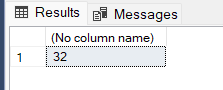 Results Messages
(No column name)
1 32